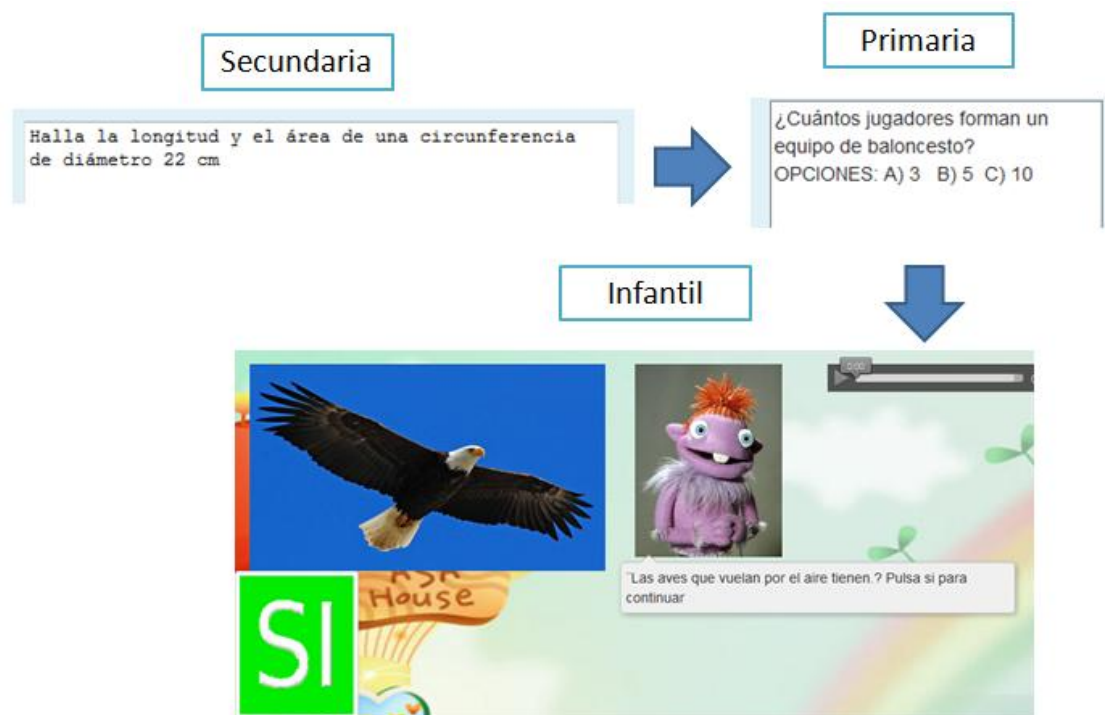 Secundaria
Primaria
Halla la longitud y el área de una circunferencia
de diámetro 22 cm
¿Cuántos jugadores forman un
equipo de baloncesto?
OPCIONES: A) 3 B) 5 C) 10
Infantil
0:00
"Las aves que vuelan por el aire tienen.? Pulsa si para
continuar
House
SI